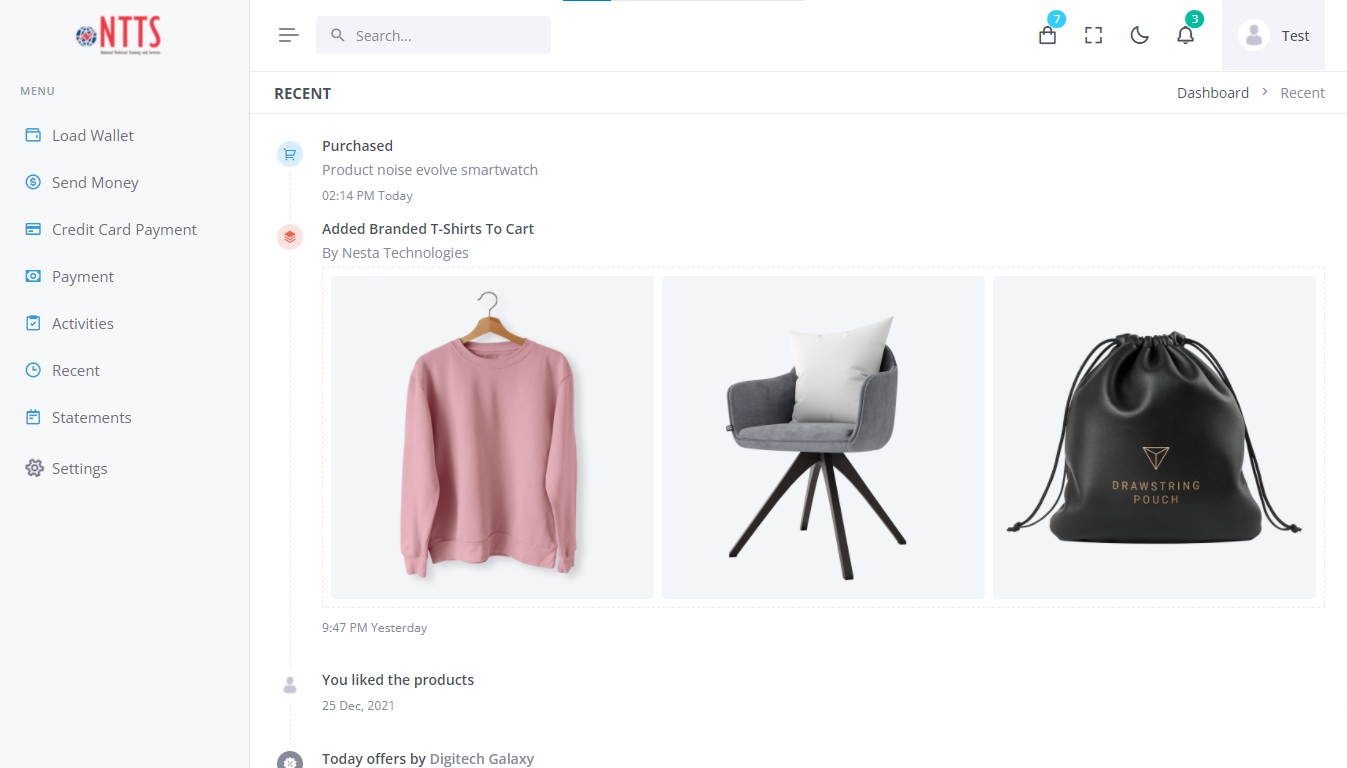 NTTS
National Technical Training and Services
Search...
7
3
Test
MENU
RECENT
Dashboard > Recent
Load Wallet
Send Money
Credit Card Payment
Payment
Activities
Recent
Statements
Settings
Purchased
Product noise evolve smartwatch
02:14 PM Today
Added Branded T-Shirts To Cart
By Nesta Technologies
DRAWSTRING
POUCH
9:47 PM Yesterday
You liked the products
25 Dec, 2021
Today offers by Digitech Galaxy